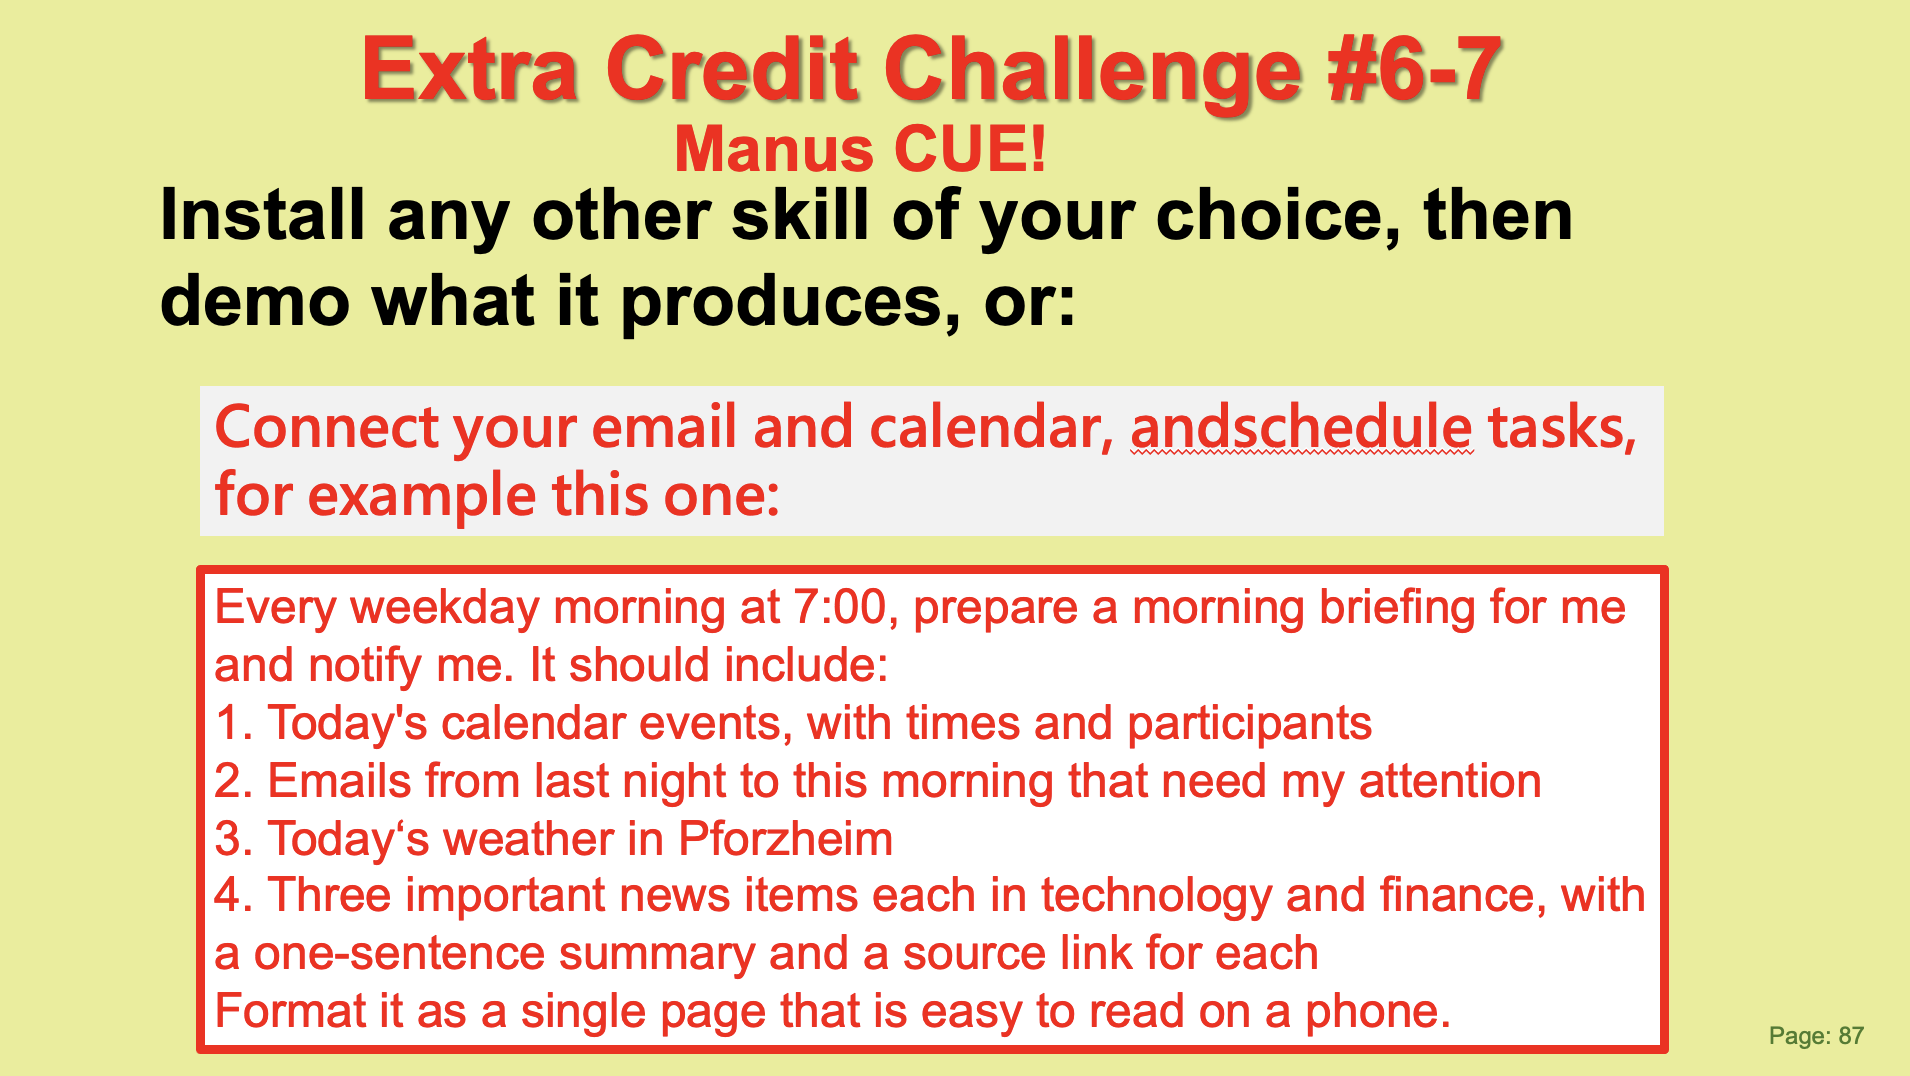 Extra Credit Challenge #6-7
Manus CUE!
Install any other skill of your choice, then
demo what it produces, or:
Connect your email and calendar, andschedule tasks,
for example this one:
Every weekday morning at 7:00, prepare a morning briefing for me
and notify me. It should include:
1. Today's calendar events, with times and participants
2. Emails from last night to this morning that need my attention
3. Today‘s weather in Pforzheim
4. Three important news items each in technology and finance, with
a one-sentence summary and a source link for each
Format it as a single page that is easy to read on a phone.
Page: 87